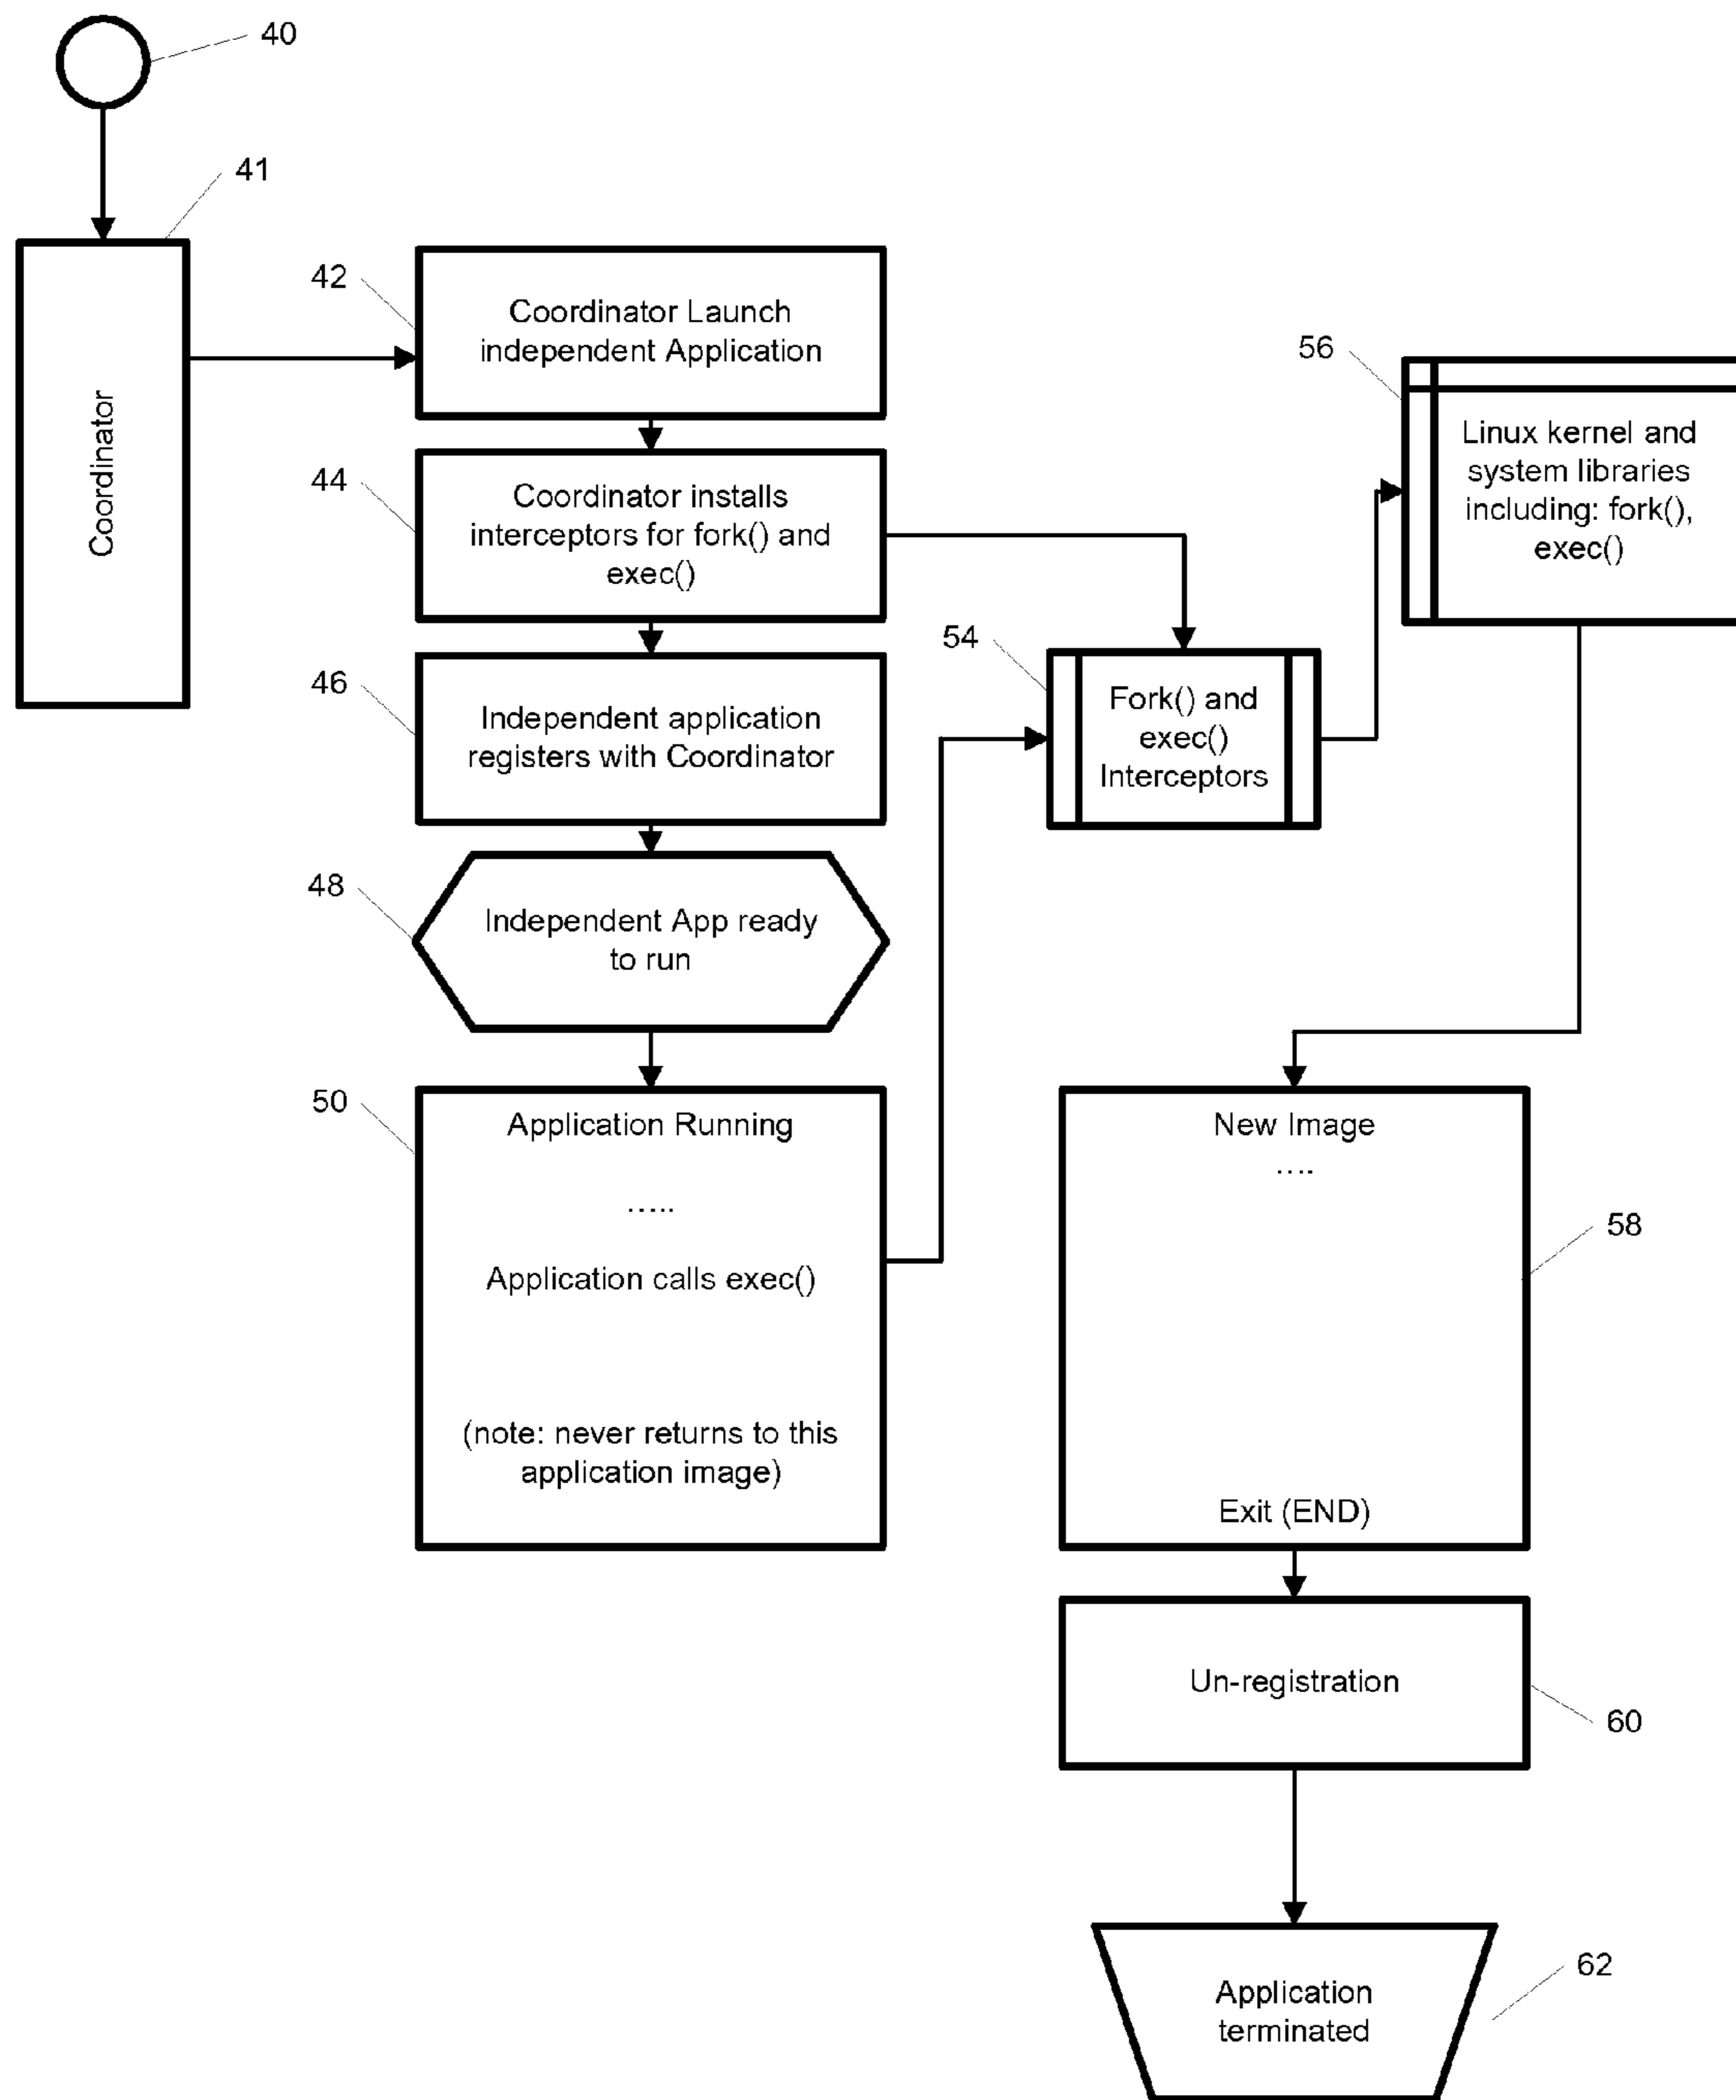 40
41
Coordinator
42
Coordinator Launch
independent Application
44
Coordinator installs
interceptors for fork() and
exec()
46
Independent application
registers with Coordinator
48
Independent App ready
to run
50
Application Running
.....
Application calls exec()
(note: never returns to this
application image)
54
Fork() and
exec()
Interceptors
56
Linux kernel and
system libraries
including: fork(),
exec()
New Image
....
Exit (END)
58
Un-registration
60
Application
terminated
62